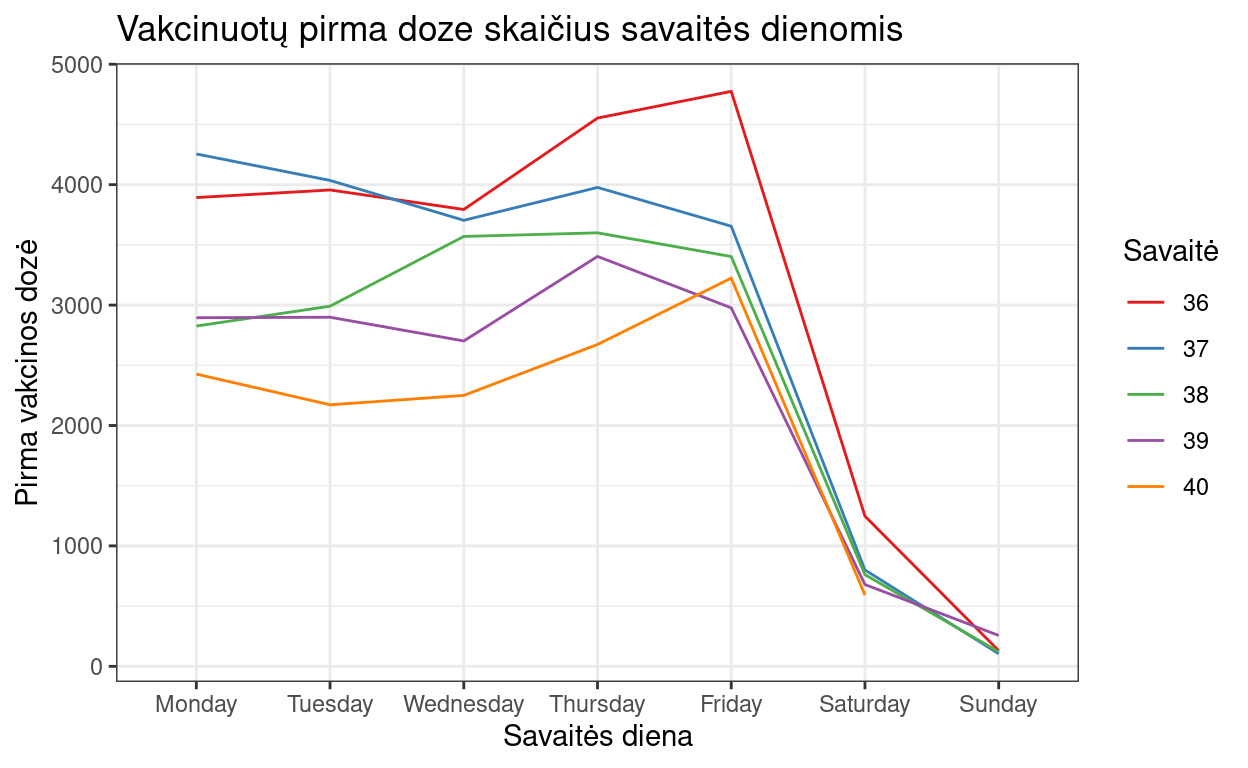 Vakcinuotų pirma doze skaičius savaitės dienomis
5000
4000
3000
2000
1000
0
Pirma vakcinos dozė
Monday Tuesday Wednesday Thursday Friday Saturday Sunday
Savaitės diena
Savaitė
36
37
38
39
40